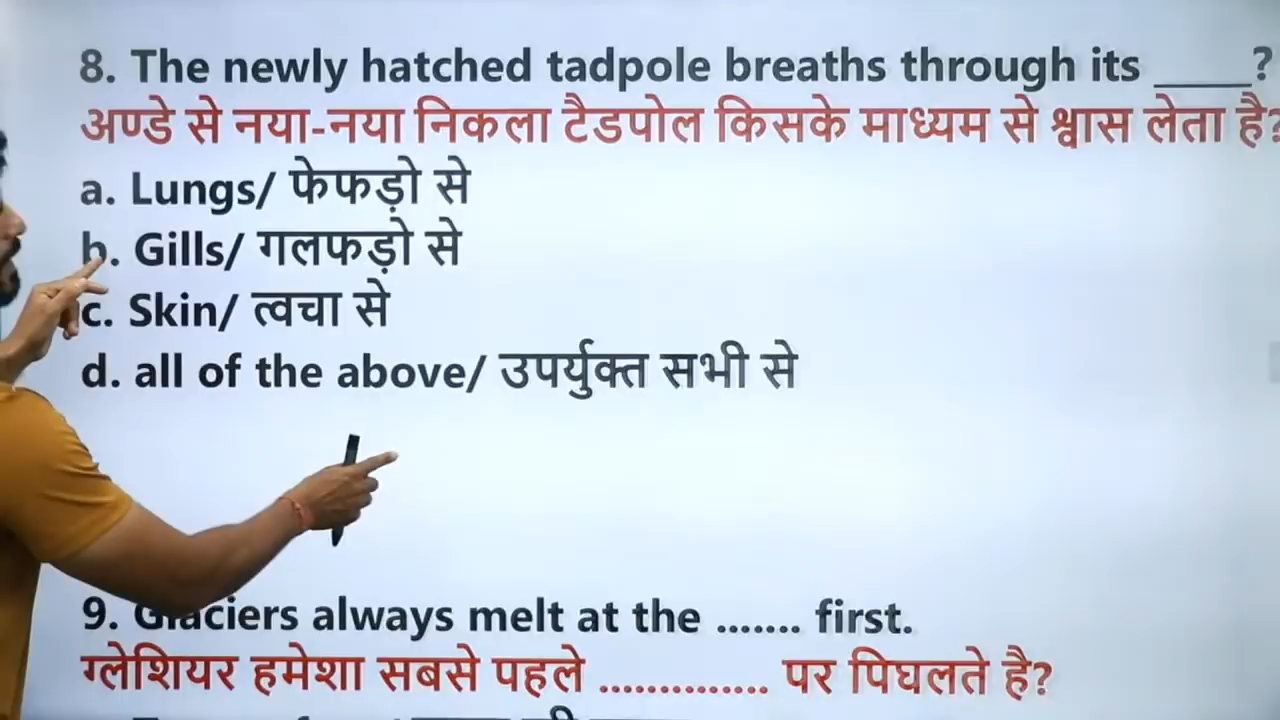 8. The newly hatched tadpole breaths through its ____?
अण्डे से नया-नया निकला टैडपोल किसके माध्यम से श्वास लेता है?
a. Lungs/ फेफड़ो से
b. Gills/ गलफड़ो से
c. Skin/ त्वचा से
d. all of the above/ उपर्युक्त सभी से
9. Glaciers always melt at the ....... first.
ग्लेशियर हमेशा सबसे पहले .............. पर पिघलते है?